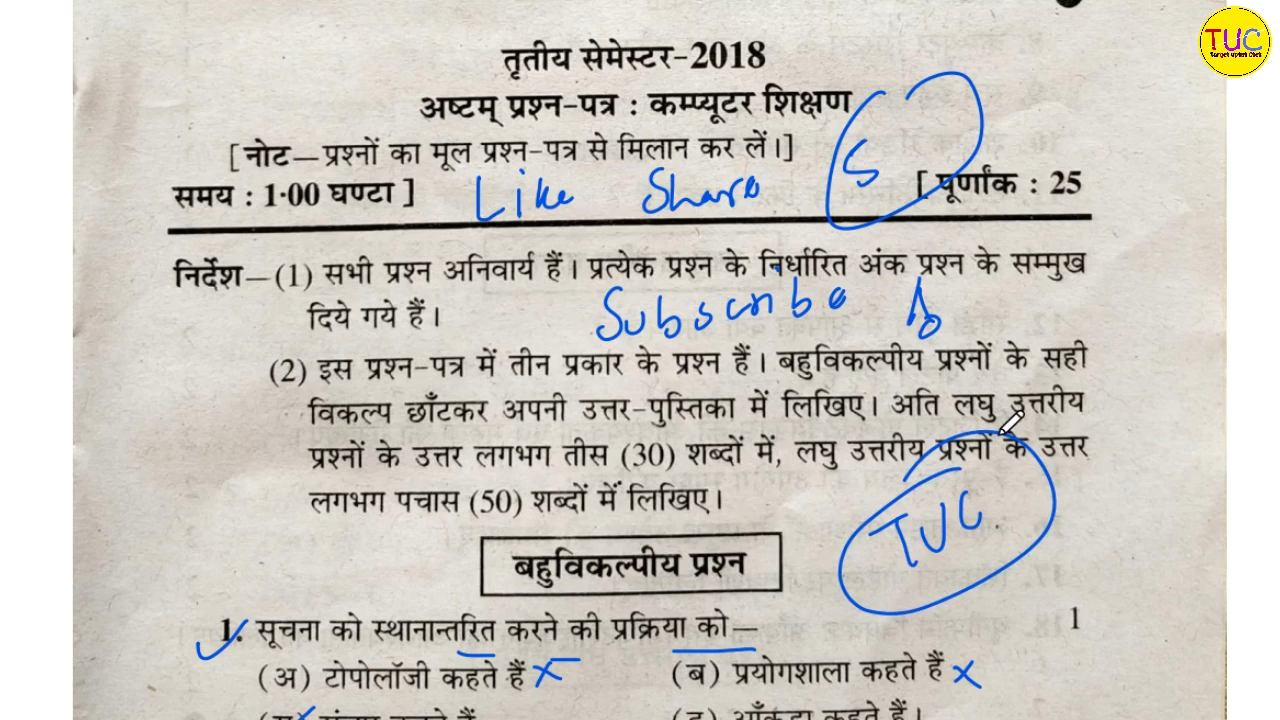 TUC
तृतीय सेमेस्टर-2018
अष्टम् प्रश्न-पत्र : कम्प्यूटर शिक्षण
S
[ नोट—प्रश्नों का मूल प्रश्न-पत्र से मिलान कर लें।]
समय : 1·00 घण्टा ] Like Share [ पूर्णांक : 25
निर्देश—(1) सभी प्रश्न अनिवार्य हैं। प्रत्येक प्रश्न के निर्धारित अंक प्रश्न के सम्मुख
दिये गये हैं। Subscribe
(2) इस प्रश्न-पत्र में तीन प्रकार के प्रश्न हैं। बहुविकल्पीय प्रश्नों के सही
विकल्प छाँटकर अपनी उत्तर-पुस्तिका में लिखिए। अति लघु उत्तरीय
प्रश्नों के उत्तर लगभग तीस (30) शब्दों में, लघु उत्तरीय प्रश्नों के उत्तर
लगभग पचास (50) शब्दों में लिखिए।
TUC
बहुविकल्पीय प्रश्न
1. सूचना को स्थानान्तरित करने की प्रक्रिया को— 1
(अ) टोपोलॉजी कहते हैं (ब) प्रयोगशाला कहते हैं
(द) आँकड़ा कहते हैं।